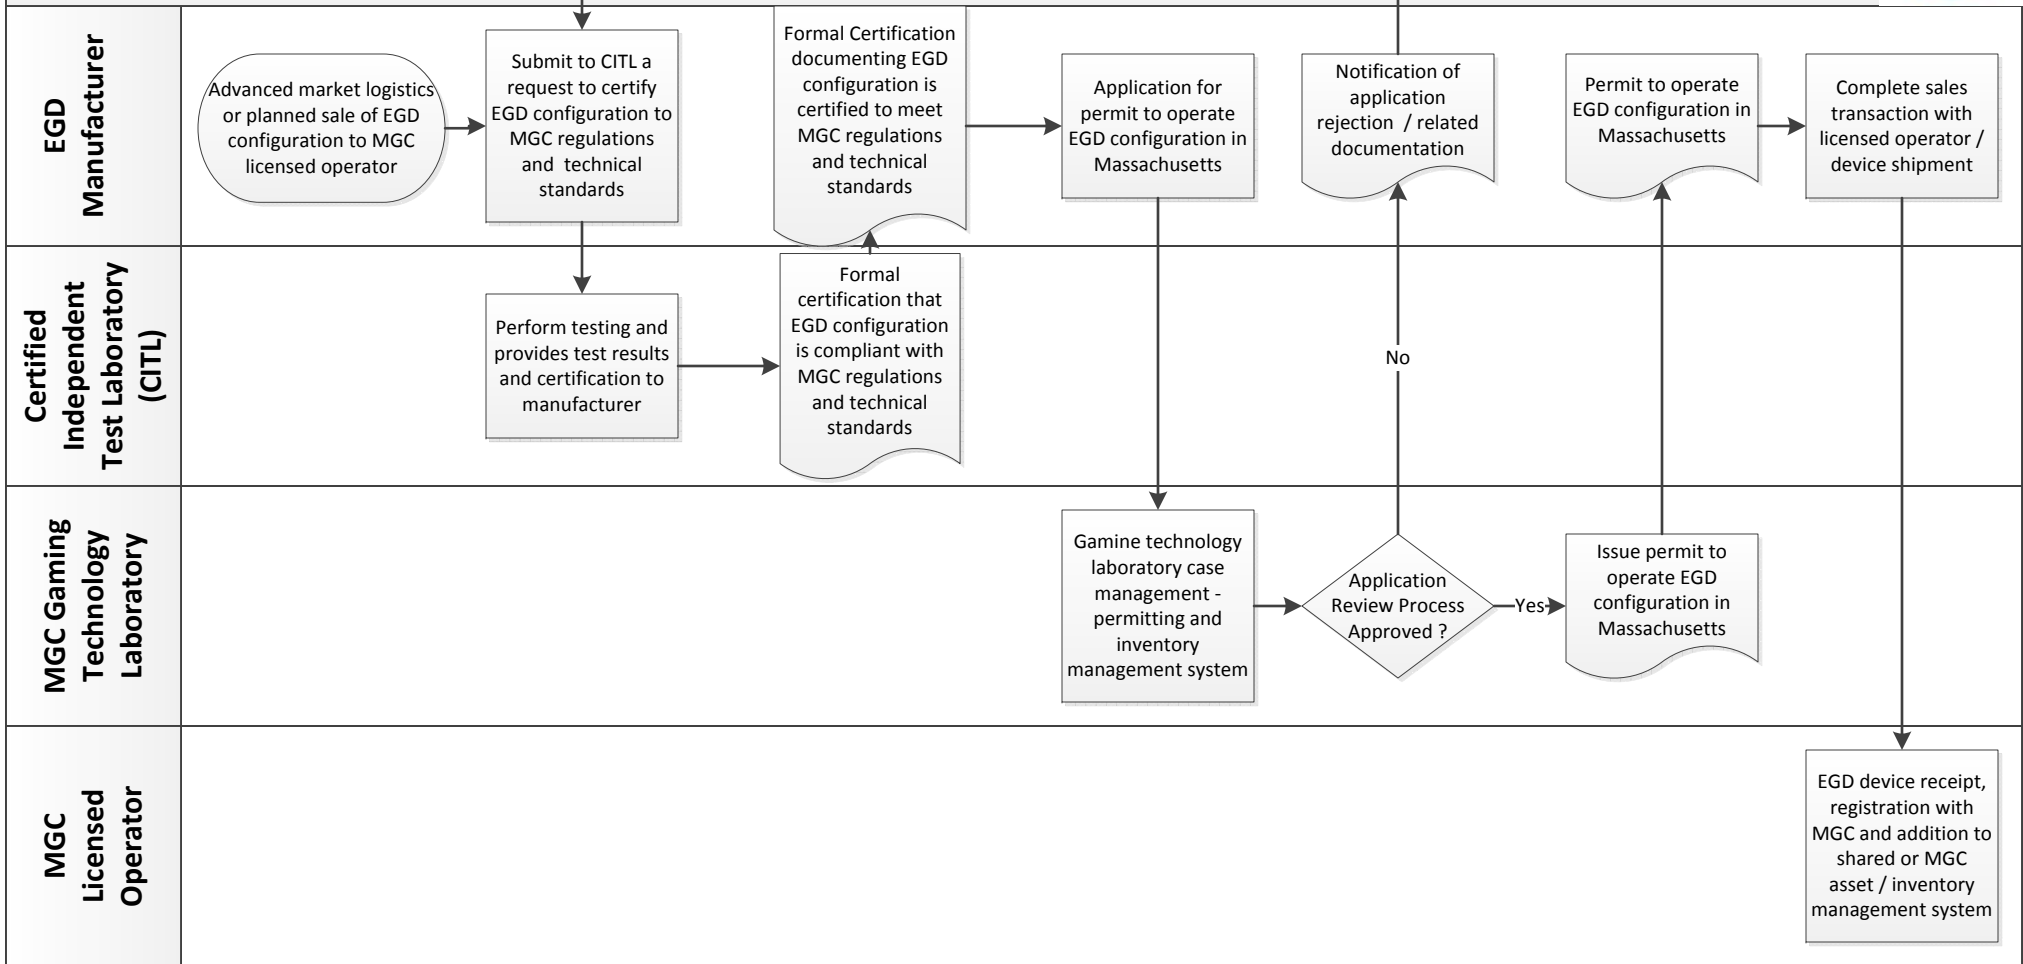 EGD
Manufacturer
Advanced market logistics
or planned sale of EGD
configuration to MGC
licensed operator
Submit to CITL a
request to certify
EGD configuration to
MGC regulations
and technical
standards
Formal Certification
documenting EGD
configuration is
certified to meet
MGC regulations
and technical
standards
Application for
permit to operate
EGD configuration in
Massachusetts
Notification of
application
rejection / related
documentation
Permit to operate
EGD configuration in
Massachusetts
Complete sales
transaction with
licensed operator /
device shipment
Certified
Independent
Test Laboratory
(CITL)
Perform testing and
provides test results
and certification to
manufacturer
Formal
certification that
EGD configuration
is compliant with
MGC regulations
and technical
standards
No
MGC Gaming
Technology
Laboratory
Gamine technology
laboratory case
management -
permitting and
inventory
management system
Application
Review Process
Approved ?
Yes
Issue permit to
operate EGD
configuration in
Massachusetts
MGC
Licensed
Operator
EGD device receipt,
registration with
MGC and addition to
shared or MGC
asset / inventory
management system